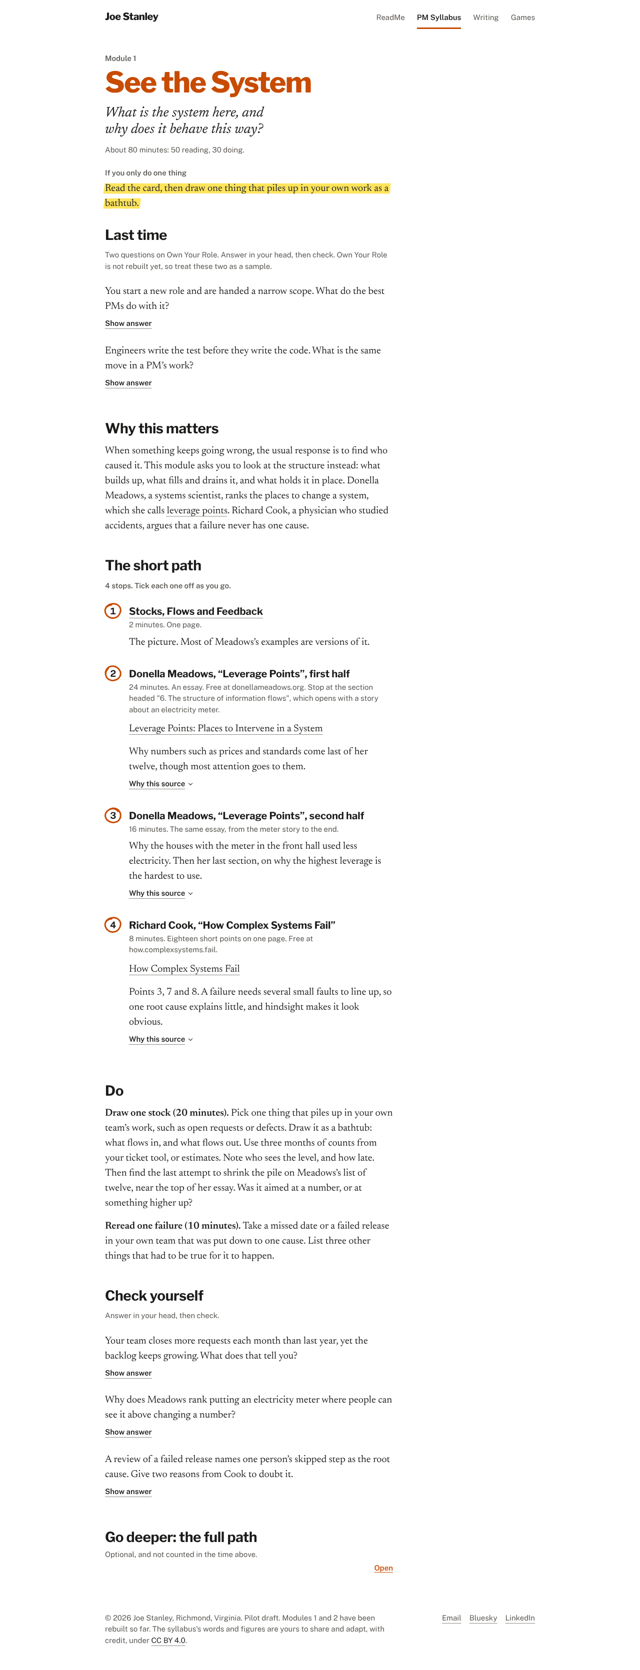 Joe Stanley
ReadMe PM Syllabus Writing Games
Module 1
See the System
What is the system here, and
why does it behave this way?
About 80 minutes: 50 reading, 30 doing.
If you only do one thing
Read the card, then draw one thing that piles up in your own work as a
bathtub.
Last time
Two questions on Own Your Role. Answer in your head, then check. Own Your Role
is not rebuilt yet, so treat these two as a sample.
You start a new role and are handed a narrow scope. What do the best
PMs do with it?
Show answer
Engineers write the test before they write the code. What is the same
move in a PM's work?
Show answer
Why this matters
When something keeps going wrong, the usual response is to find who
caused it. This module asks you to look at the structure instead: what
builds up, what fills and drains it, and what holds it in place. Donella
Meadows, a systems scientist, ranks the places to change a system,
which she calls leverage points. Richard Cook, a physician who studied
accidents, argues that a failure never has one cause.
The short path
4 stops. Tick each one off as you go.
1 Stocks, Flows and Feedback
2 minutes. One page.
The picture. Most of Meadows's examples are versions of it.
2 Donella Meadows, “Leverage Points”, first half
24 minutes. An essay. Free at donellameadows.org. Stop at the section
headed "6. The structure of information flows", which opens with a story
about an electricity meter.
Leverage Points: Places to Intervene in a System
Why numbers such as prices and standards come last of her
twelve, though most attention goes to them.
Why this source
3 Donella Meadows, “Leverage Points”, second half
16 minutes. The same essay, from the meter story to the end.
Why the houses with the meter in the front hall used less
electricity. Then her last section, on why the highest leverage is
the hardest to use.
Why this source
4 Richard Cook, “How Complex Systems Fail”
8 minutes. Eighteen short points on one page. Free at
how.complexsystems.fail.
How Complex Systems Fail
Points 3, 7 and 8. A failure needs several small faults to line up, so
one root cause explains little, and hindsight makes it look
obvious.
Why this source
Do
Draw one stock (20 minutes). Pick one thing that piles up in your own
team's work, such as open requests or defects. Draw it as a bathtub:
what flows in, and what flows out. Use three months of counts from
your ticket tool, or estimates. Note who sees the level, and how late.
Then find the last attempt to shrink the pile on Meadows's list of
twelve, near the top of her essay. Was it aimed at a number, or at
something higher up?
Reread one failure (10 minutes). Take a missed date or a failed release
in your own team that was put down to one cause. List three other
things that had to be true for it to happen.
Check yourself
Answer in your head, then check.
Your team closes more requests each month than last year, yet the
backlog keeps growing. What does that tell you?
Show answer
Why does Meadows rank putting an electricity meter where people can
see it above changing a number?
Show answer
A review of a failed release names one person's skipped step as the root
cause. Give two reasons from Cook to doubt it.
Show answer
Go deeper: the full path
Optional, and not counted in the time above.
Open
© 2026 Joe Stanley, Richmond, Virginia. Pilot draft. Modules 1 and 2 have been
rebuilt so far. The syllabus's words and figures are yours to share and adapt, with
credit, under CC BY 4.0.
Email Bluesky LinkedIn